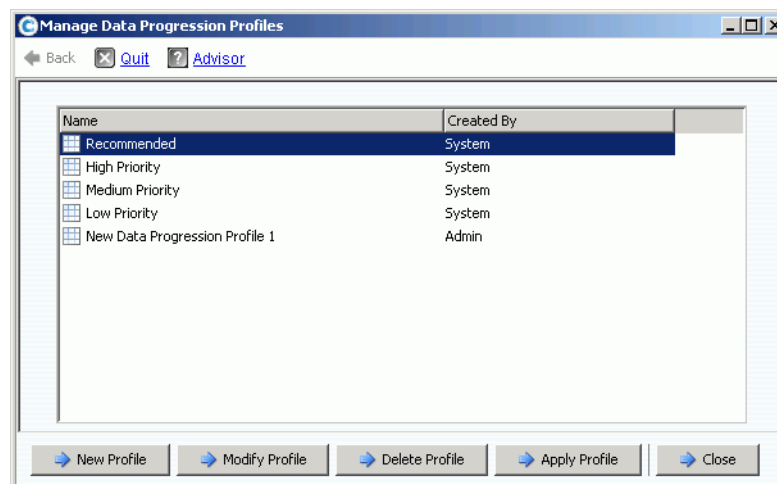 Manage Data Progression Profiles
Back Quit Advisor
Name Created By
Recommended System
High Priority System
Medium Priority System
Low Priority System
New Data Progression Profile 1 Admin
New Profile Modify Profile Delete Profile Apply Profile Close